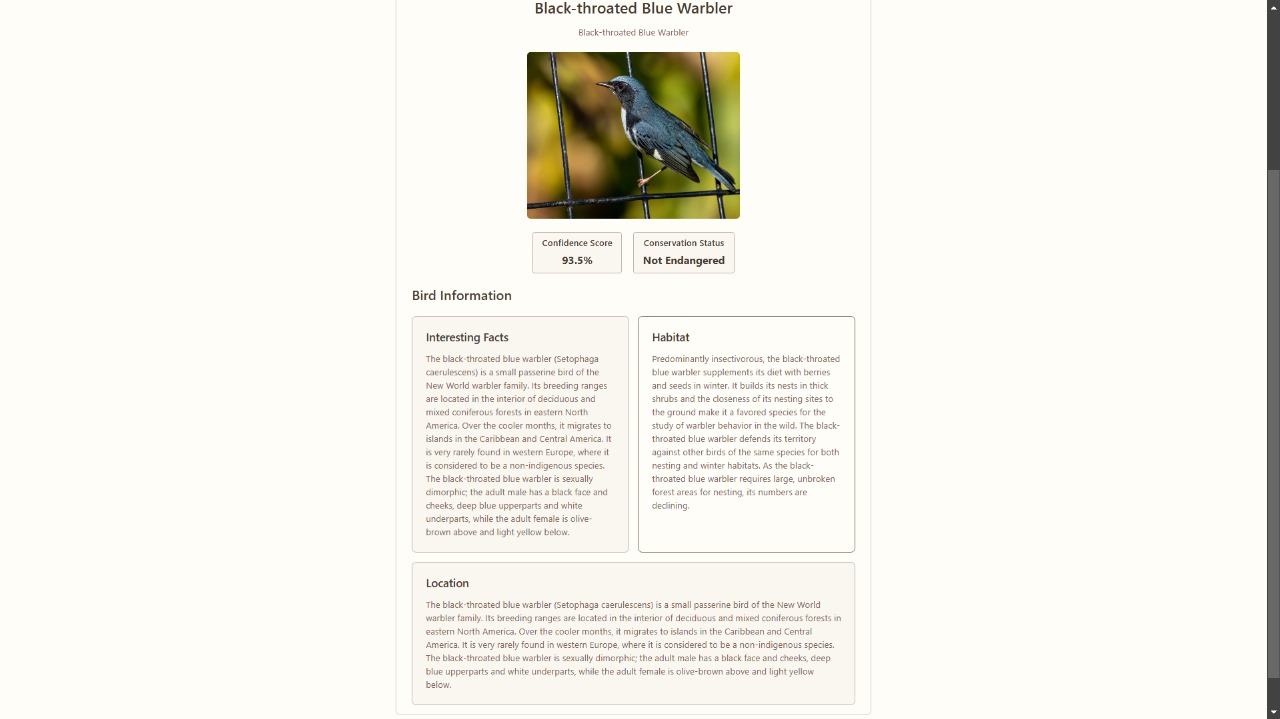 Black-throated Blue Warbler
Black-throated Blue Warbler
Confidence Score
93.5%
Conservation Status
Not Endangered
Bird Information
Interesting Facts
The black-throated blue warbler (Setophaga
caerulescens) is a small passerine bird of the
New World warbler family. Its breeding ranges
are located in the interior of deciduous and
mixed coniferous forests in eastern North
America. Over the cooler months, it migrates to
islands in the Caribbean and Central America. It
is very rarely found in western Europe, where it
is considered to be a non-indigenous species.
The black-throated blue warbler is sexually
dimorphic; the adult male has a black face and
cheeks, deep blue upperparts and white
underparts, while the adult female is olive-
brown above and light yellow below.
Habitat
Predominantly insectivorous, the black-throated
blue warbler supplements its diet with berries
and seeds in winter. It builds its nests in thick
shrubs and the closeness of its nesting sites to
the ground make it a favored species for the
study of warbler behavior in the wild. The black-
throated blue warbler defends its territory
against other birds of the same species for both
nesting and winter habitats. As the black-
throated blue warbler requires large, unbroken
forest areas for nesting, its numbers are
declining.
Location
The black-throated blue warbler (Setophaga caerulescens) is a small passerine bird of the New World
warbler family. Its breeding ranges are located in the interior of deciduous and mixed coniferous forests in
eastern North America. Over the cooler months, it migrates to islands in the Caribbean and Central
America. It is very rarely found in western Europe, where it is considered to be a non-indigenous species.
The black-throated blue warbler is sexually dimorphic; the adult male has a black face and cheeks, deep
blue upperparts and white underparts, while the adult female is olive-brown above and light yellow
below.